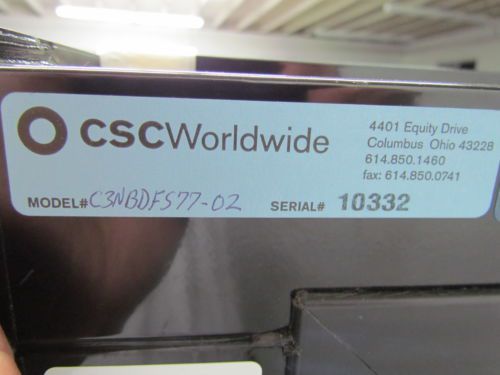 CSCWorldwide
4401 Equity Drive
Columbus Ohio 43228
614.850.1460
fax: 614.850.0741
MODEL# C3NBDFS77-02 SERIAL# 10332